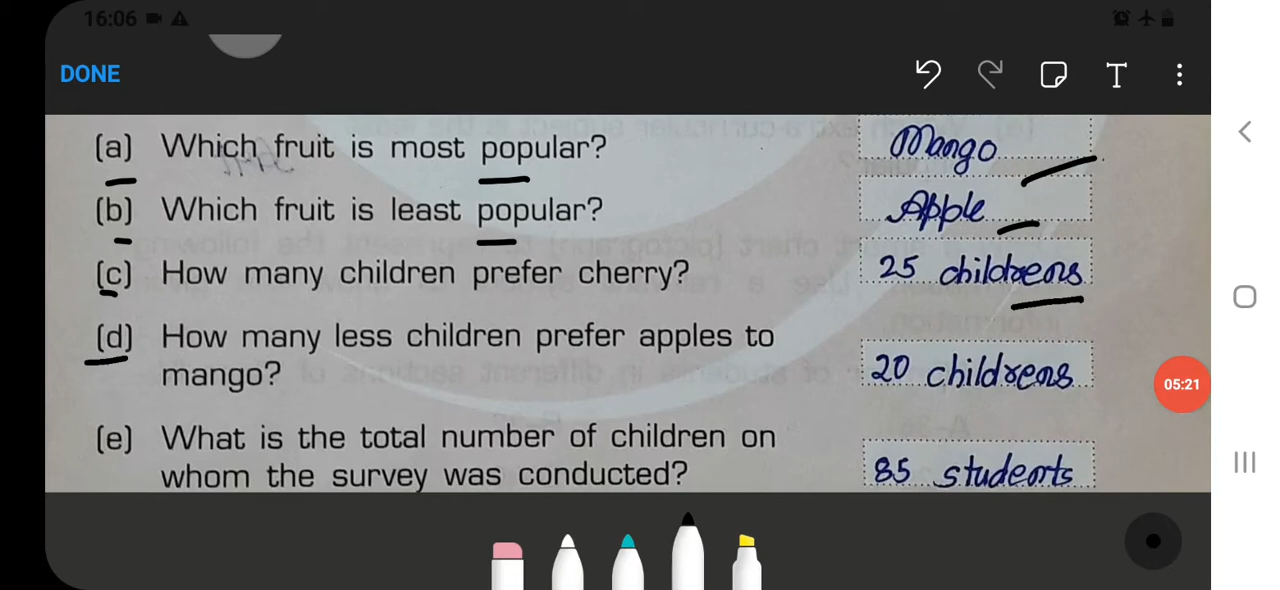 16:06
DONE
T
(a) Which fruit is most popular? Mango
(b) Which fruit is least popular? Apple
(c) How many children prefer cherry? 25 childrens
(d) How many less children prefer apples to
mango? 20 childrens
05:21
(e) What is the total number of children on
whom the survey was conducted? 85 students